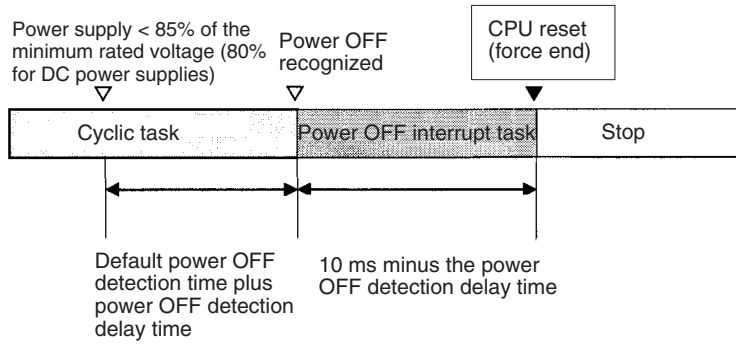 Power supply < 85% of the
minimum rated voltage (80%
for DC power supplies)
Power OFF
recognized
CPU reset
(force end)
Cyclic task
Power OFF interrupt task
Stop
Default power OFF
detection time plus
power OFF detection
delay time
10 ms minus the power
OFF detection delay time